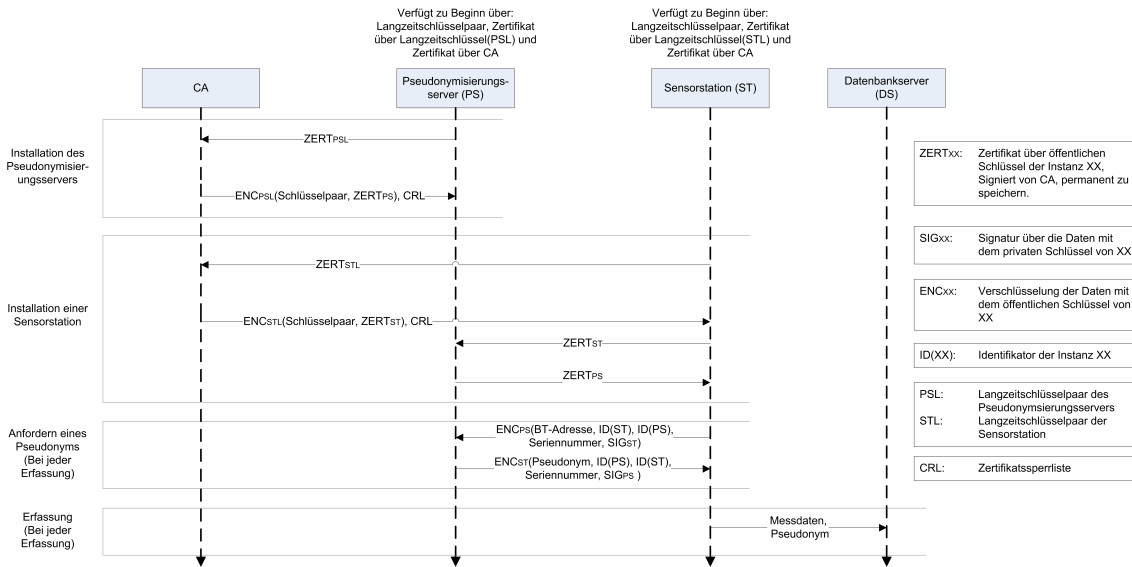 Verfügt zu Beginn über:
Langzeitschlüsselpaar, Zertifikat
über Langzeitschlüssel(PSL) und
Zertifikat über CA
Verfügt zu Beginn über:
Langzeitschlüsselpaar, Zertifikat
über Langzeitschlüssel(STL) und
Zertifikat über CA
CA
Pseudonymisierungs-
server (PS)
Sensorstation (ST)
Datenbankserver
(DS)
Installation des
Pseudonymisier-
ungsservers
ZERTPSL
ENCPSL(Schlüsselpaar, ZERTPS), CRL
Installation einer
Sensorstation
ZERTSTL
ENCSTL(Schlüsselpaar, ZERTST), CRL
ZERTST
ZERTPS
Anfordern eines
Pseudonyms
(Bei jeder
Erfassung)
ENCPS(BT-Adresse, ID(ST), ID(PS),
Seriennummer, SIGST)
ENCST(Pseudonym, ID(PS), ID(ST),
Seriennummer, SIGPS )
Erfassung
(Bei jeder
Erfassung)
Messdaten,
Pseudonym
ZERTXX: Zertifikat über öffentlichen
Schlüssel der Instanz XX,
Signiert von CA, permanent zu
speichern.
SIGXX: Signatur über die Daten mit
dem privaten Schlüssel von XX
ENCXX: Verschlüsselung der Daten mit
dem öffentlichen Schlüssel von
XX
ID(XX): Identifikator der Instanz XX
PSL: Langzeitschlüsselpaar des
Pseudonymsierungsservers
STL: Langzeitschlüsselpaar der
Sensorstation
CRL: Zertifikatssperrliste